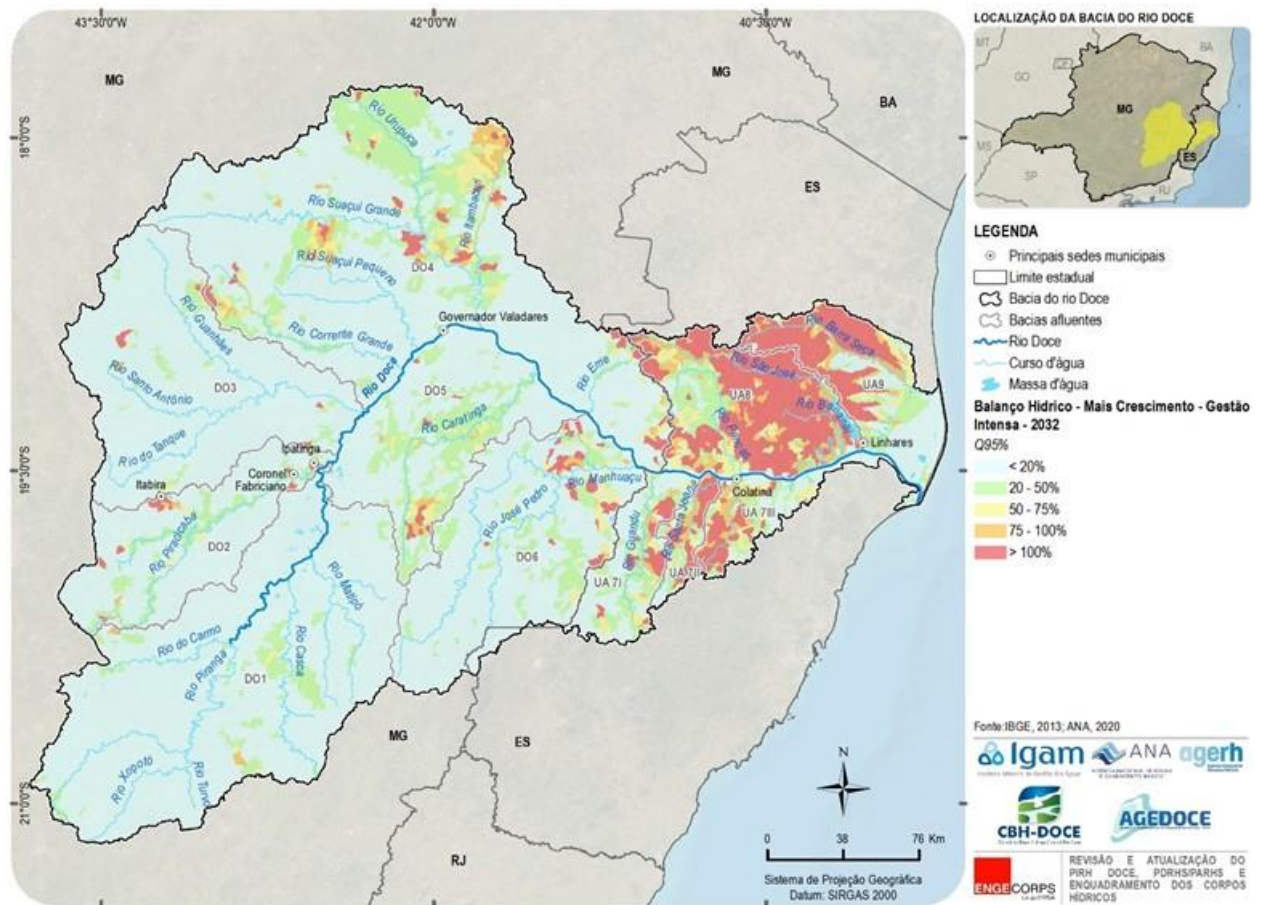 43°30'0"W
42°0'0"W
40°30'0"W
18°0'0"S
19°30'0"S
21°0'0"S
MG
MG
BA
ES
ES
MG
RJ
Rio Urupuca
Rio Suaçuí Grande
Rio Itambacuri
Rio Suaçuí Pequeno
DO4
Rio Guanhães
Rio Corrente Grande
Governador Valadares
Rio Santo Antônio
DO3
Rio Doce
DO5
Rio Eme
Rio Barra Seca
Rio São José
UA9
UA8
Rio do Tanque
Rio Caratinga
Linhares
Ipatinga
Coronel
Fabriciano
Itabira
Rio Manhuaçu
Colatina
Rio Piracicaba
DO2
Rio José Pedro
DO6
Rio Guandu
UA 7I
UA 7II
UA 7III
Rio Matipó
Rio do Carmo
Rio Casca
Rio Piranga
DO1
Rio Xopotó
Rio Turvo
N
0 38 76 Km
Sistema de Projeção Geográfica
Datum: SIRGAS 2000
LOCALIZAÇÃO DA BACIA DO RIO DOCE
MT
GO
DF
BA
MG
MS
SP
ES
RJ
LEGENDA
Principais sedes municipais
Limite estadual
Bacia do rio Doce
Bacias afluentes
Rio Doce
Curso d'água
Massa d'água
Balanço Hídrico - Mais Crescimento - Gestão
Intensa - 2032
Q95%
< 20%
20 - 50%
50 - 75%
75 - 100%
> 100%
Fonte:IBGE, 2013; ANA, 2020
Igam
ANA
agerh
CBH-DOCE
AGEDOCE
ENGECORPS
REVISÃO E ATUALIZAÇÃO DO
PIRH DOCE, PDRHS/PARHS E
ENQUADRAMENTO DOS CORPOS
HÍDRICOS